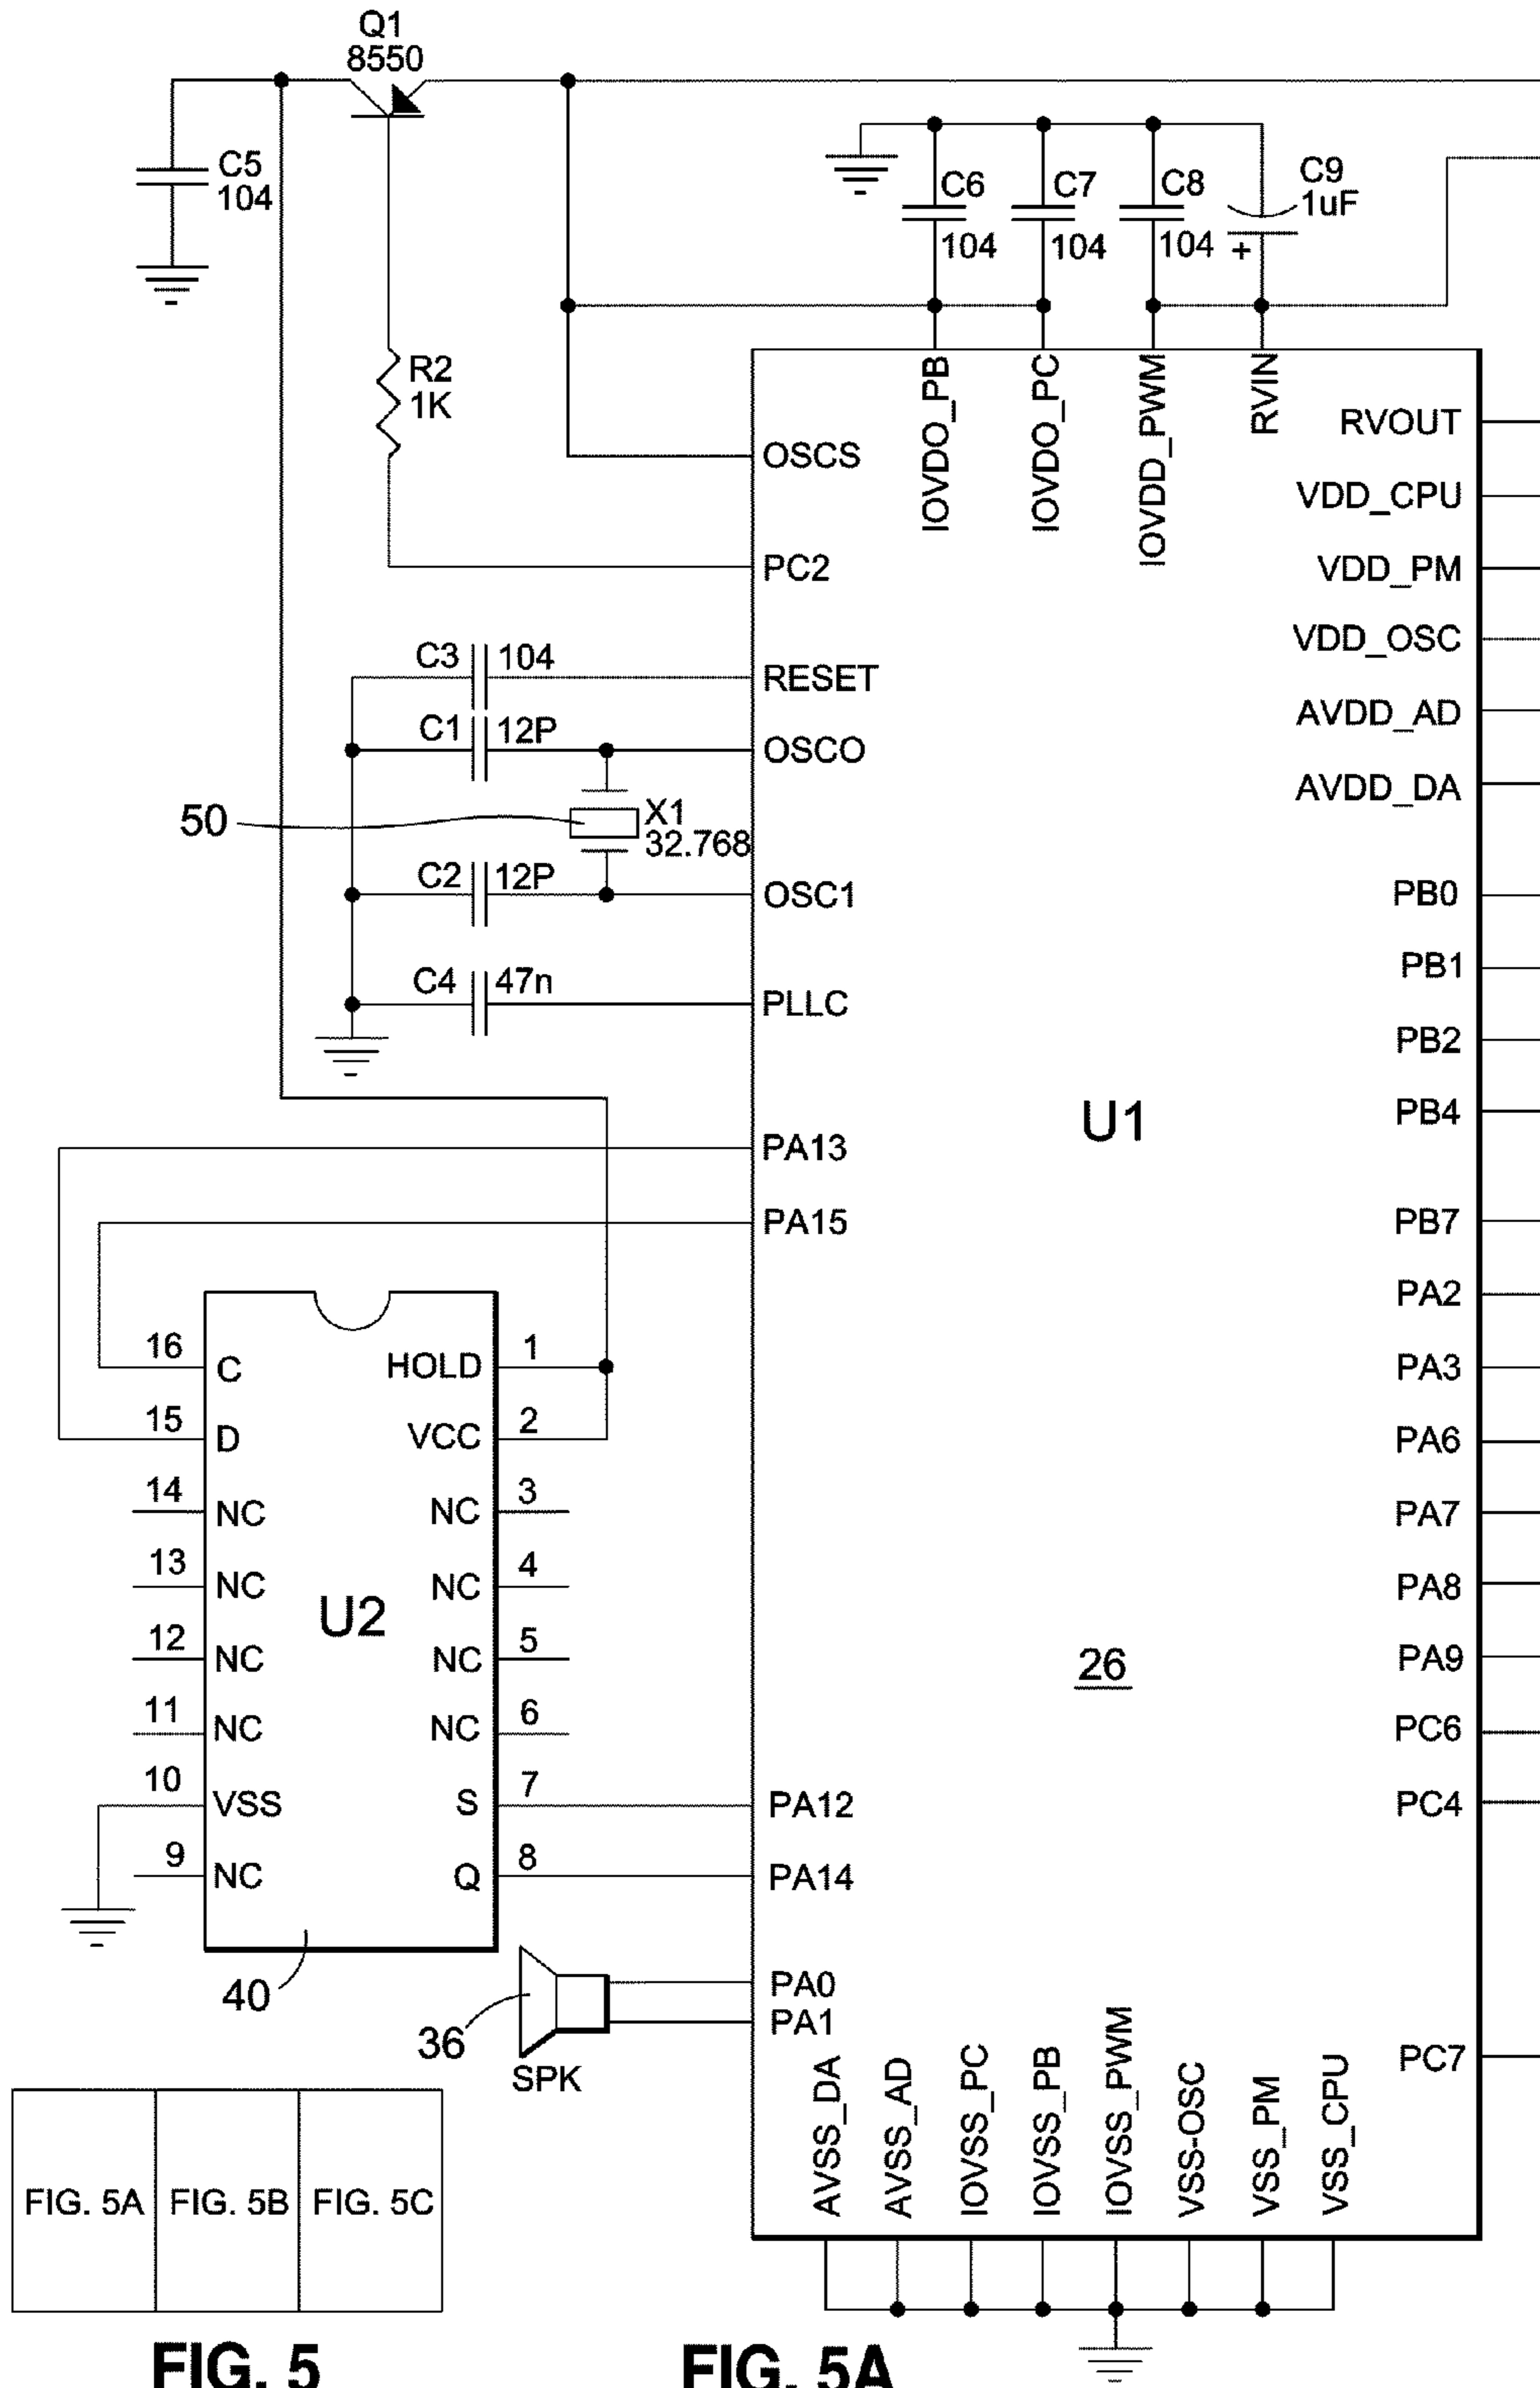 Q1
8550
C5
104
C6
104
C7
104
C8
104
C9
1uF
+
R2
1K
IOVDO_PB
IOVDO_PC
IOVDD_PWM
RVIN
RVOUT
OSCS
VDD_CPU
PC2
VDD_PM
VDD_OSC
C3
104
RESET
AVDD_AD
C1
12P
OSCO
AVDD_DA
50
X1
32.768
C2
12P
OSC1
PB0
PB1
C4
47n
PLLC
PB2
U1
PB4
PA13
PA15
PB7
PA2
16
C
HOLD
1
PA3
15
D
VCC
2
PA6
14
NC
NC
3
PA7
13
NC
NC
4
PA8
U2
12
NC
NC
5
26
PA9
11
NC
NC
6
PC6
10
VSS
S
7
PA12
PC4
9
NC
Q
8
PA14
40
36
SPK
PA0
PA1
PC7
AVSS_DA
AVSS_AD
IOVSS_PC
IOVSS_PB
IOVSS_PWM
VSS-OSC
VSS_PM
VSS_CPU
FIG. 5A
FIG. 5B
FIG. 5C
FIG. 5
FIG. 5A